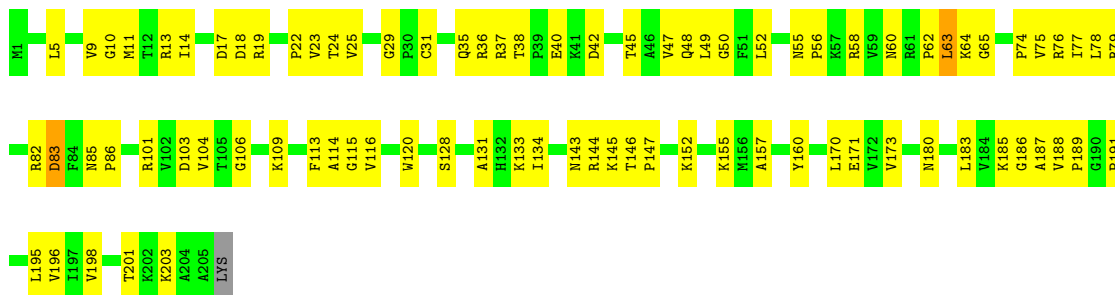 M1 L5 V9 G10 M11 T12 R13 I14 D17 D18 R19 P22 V23 T24 V25 G29 P30 C31 Q35 R36 R37 T38 P39 E40 K41 D42 T45 A46 V47 Q48 L49 G50 F51 L52 N55 P56 K57 R58 V59 N60 R61 P62 L63 K64 G65 P74 V75 R76 I77 L78
R82 D83 F84 N85 P86 R101 V102 D103 V104 T105 G106 K109 F113 A114 G115 V116 W120 S128 A131 H132 K133 I134 N143 R144 K145 T146 P147 K152 K155 M156 A157 Y160 L170 E171 V172 V173 N180 L183 V184 K185 G186 A187 V188 P189 G190
L195 V196 I197 V198 T201 K202 K203 A204 A205 LYS